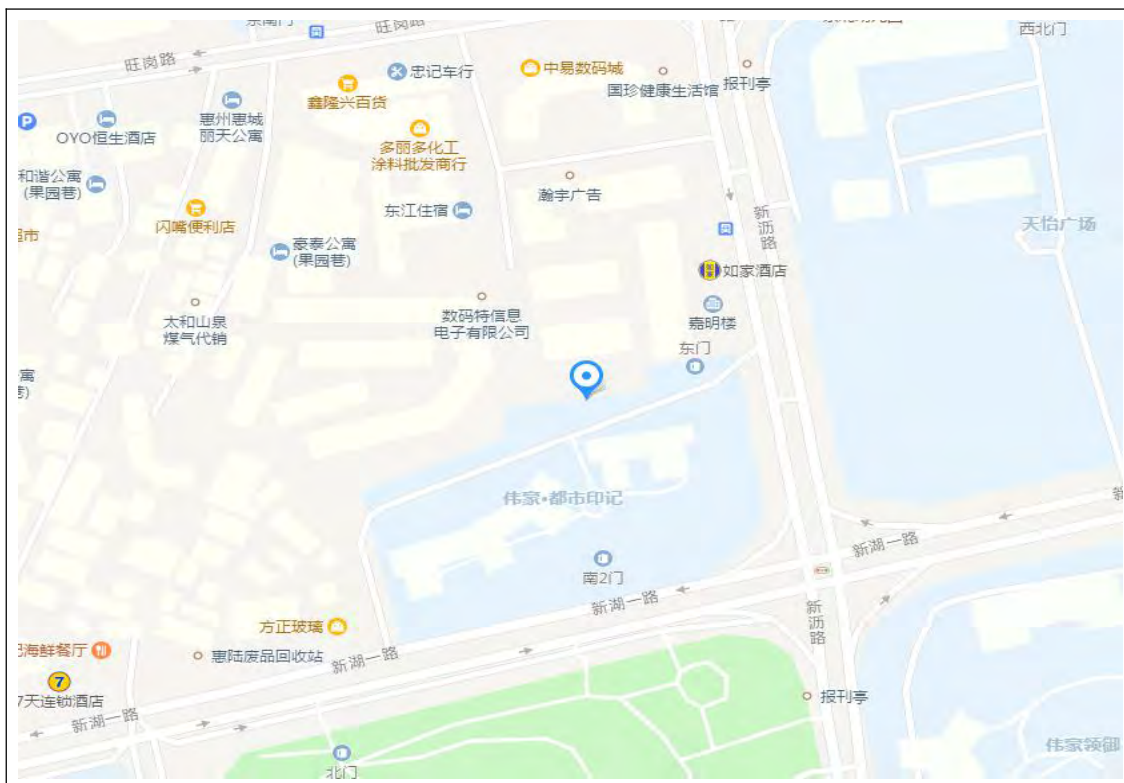 旺岗路
忠记车行
中易数码城
国珍健康生活馆
报刊亭
西北门
鑫隆兴百货
惠州惠城
丽天公寓
P
OYO恒生酒店
多丽多化工
涂料批发商行
和谐公寓
(果园巷)
瀚宇广告
闪嘴便利店
东江住宿
新沥路
天怡广场
超市
豪泰公寓
(果园巷)
如家酒店
太和山泉
煤气代销
数码特信息
电子有限公司
嘉明楼
东门
伟家•都市印记
新湖一路
南2门
新湖一路
新沥路
方正玻璃
海鲜餐厅
惠陆废品回收站
新湖一路
7
7天连锁酒店
新湖一路
报刊亭
北门
伟家领御